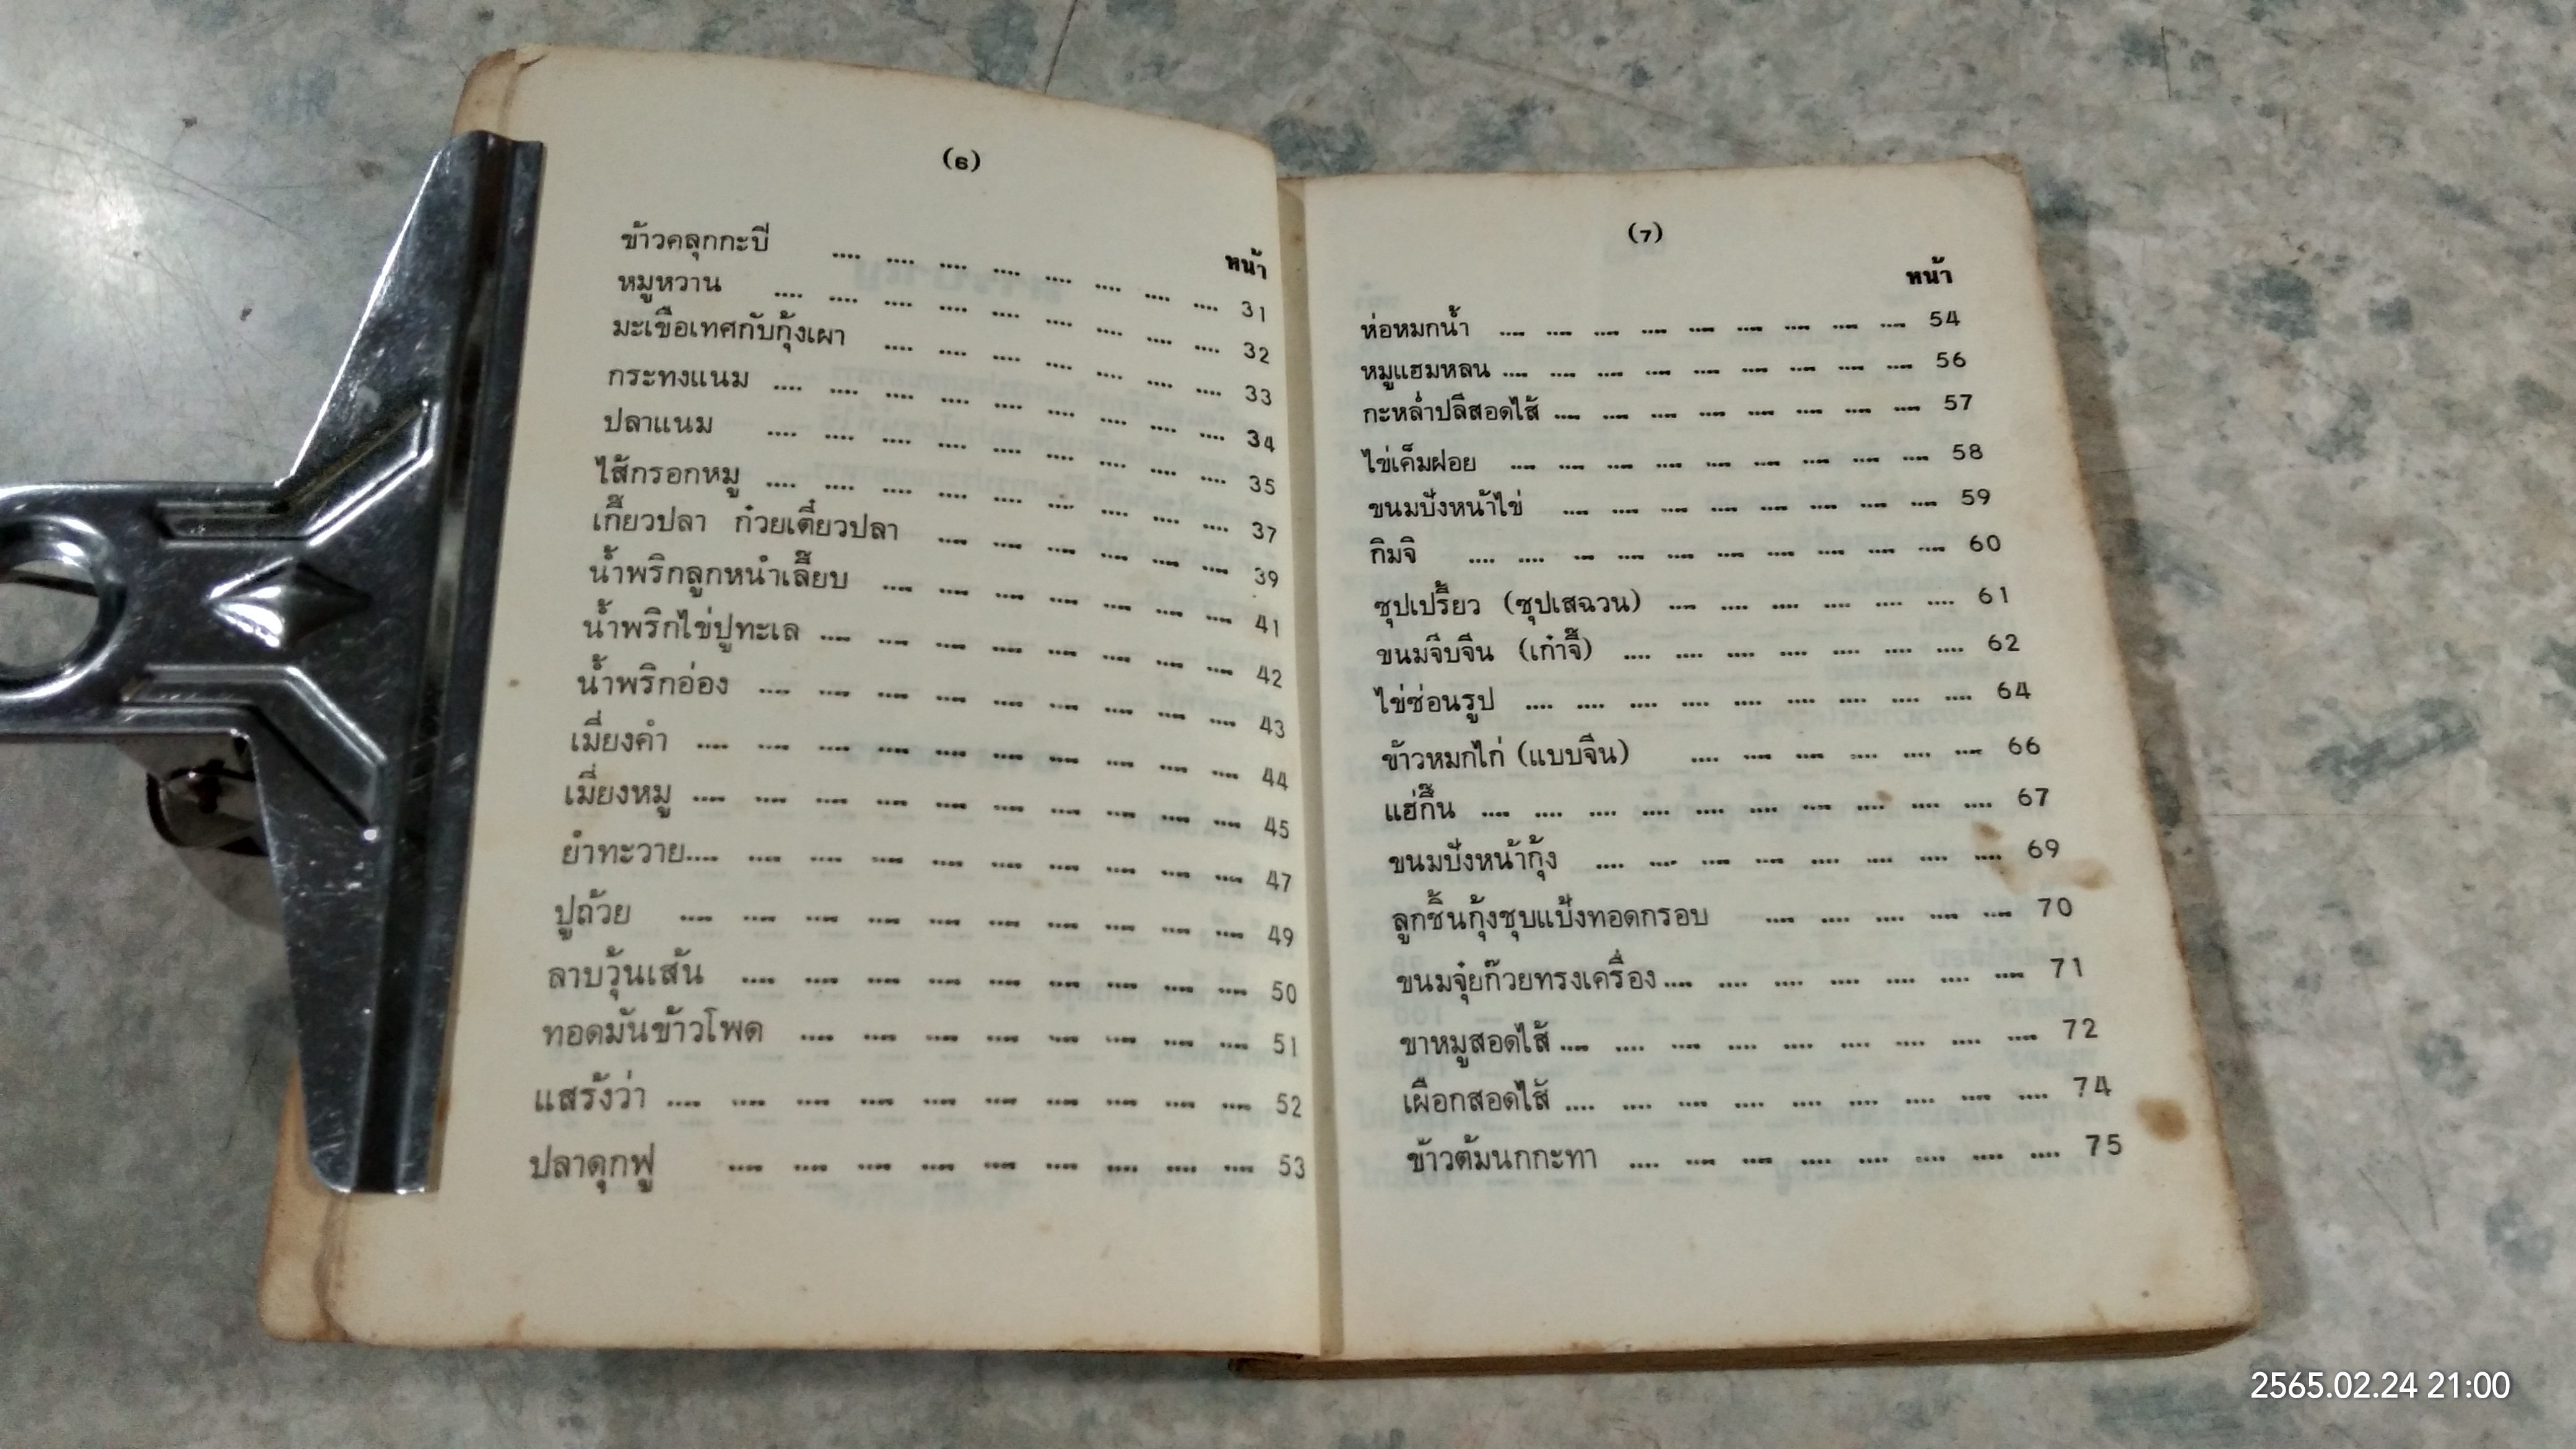 (6)
หน้า
ข้าวคลุกกะปี .... .... .... .... .... .... .... .... 31
หมูหวาน .... .... .... .... .... .... .... .... .... 32
มะเขือเทศกับกุ้งเผา .... .... .... .... .... .... .... 33
กระทงแนม .... .... .... .... .... .... .... .... .... 34
ปลาแนม .... .... .... .... .... .... .... .... .... 35
ไส้กรอกหมู .... .... .... .... .... .... .... .... .... 37
เกี๊ยวปลา ก๋วยเตี๋ยวปลา .... .... .... .... .... .... 39
น้ำพริกลูกหนำเลี๊ยบ .... .... .... .... .... .... .... 41
น้ำพริกไข่ปูทะเล .... .... .... .... .... .... .... .... 42
น้ำพริกอ่อง .... .... .... .... .... .... .... .... .... 43
เมี่ยงคำ .... .... .... .... .... .... .... .... .... .... 44
เมี่ยงหมู .... .... .... .... .... .... .... .... .... .... 45
ยำทะวาย.... .... .... .... .... .... .... .... .... .... 47
ปูถ้วย .... .... .... .... .... .... .... .... .... .... 49
ลาบวุ้นเส้น .... .... .... .... .... .... .... .... .... 50
ทอดมันข้าวโพด .... .... .... .... .... .... .... .... 51
แสร้งว่า .... .... .... .... .... .... .... .... .... .... 52
ปลาดุกฟู .... .... .... .... .... .... .... .... .... 53
(7)
หน้า
ห่อหมกน้ำ .... .... .... .... .... .... .... .... .... 54
หมูแฮมหลน .... .... .... .... .... .... .... .... .... 56
กะหล่ำปลีสอดไส้ .... .... .... .... .... .... .... .... 57
ไข่เค็มฝอย .... .... .... .... .... .... .... .... .... 58
ขนมปังหน้าไข่ .... .... .... .... .... .... .... .... 59
กิมจิ .... .... .... .... .... .... .... .... .... .... 60
ซุปเปรี้ยว (ซุปเสฉวน) .... .... .... .... .... .... 61
ขนมจีบจีน (เก๋าจี๊) .... .... .... .... .... .... .... 62
ไข่ซ่อนรูป .... .... .... .... .... .... .... .... .... 64
ข้าวหมกไก่ (แบบจีน) .... .... .... .... .... .... 66
แฮ่กึ๊น .... .... .... .... .... .... .... .... .... .... 67
ขนมปังหน้ากุ้ง .... .... .... .... .... .... .... .... 69
ลูกชิ้นกุ้งชุบแป้งทอดกรอบ .... .... .... .... .... 70
ขนมจุ๋ยก๊วยทรงเครื่อง.... .... .... .... .... .... .... 71
ขาหมูสอดไส้ .... .... .... .... .... .... .... .... .... 72
เผือกสอดไส้ .... .... .... .... .... .... .... .... .... 74
ข้าวต้มนกกะทา .... .... .... .... .... .... .... .... 75
2565.02.24 21:00